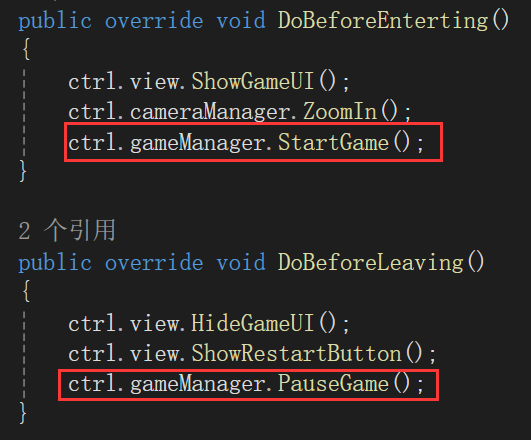 public override void DoBeforeEnterting()
{
ctrl.view.ShowGameUI();
ctrl.cameraManager.ZoomIn();
ctrl.gameManager.StartGame();
}
2 个引用
public override void DoBeforeLeaving()
{
ctrl.view.HideGameUI();
ctrl.view.ShowRestartButton();
ctrl.gameManager.PauseGame();
}